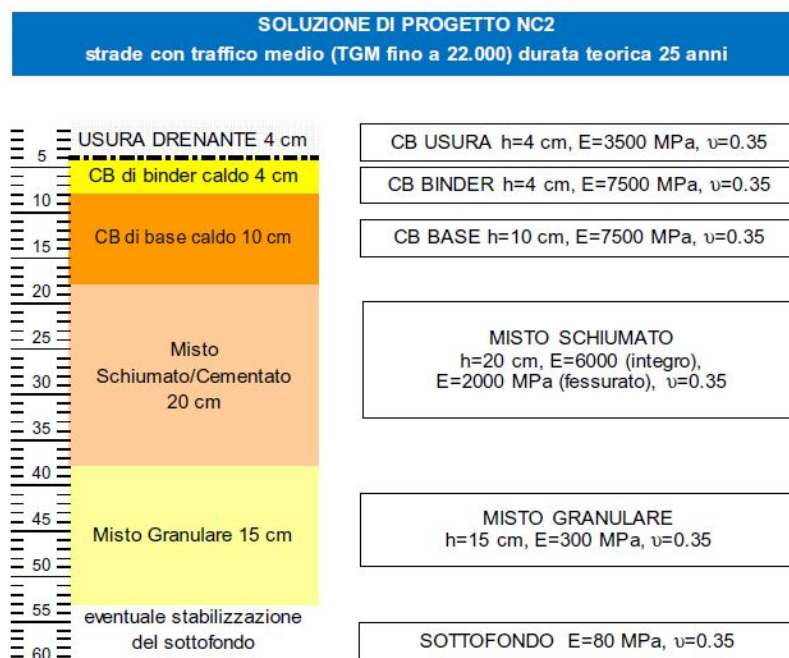 SOLUZIONE DI PROGETTO NC2
strade con traffico medio (TGM fino a 22.000) durata teorica 25 anni
USURA DRENANTE 4 cm
CB di binder caldo 4 cm
CB di base caldo 10 cm
Misto
Schiumato/Cementato
20 cm
Misto Granulare 15 cm
eventuale stabilizzazione
del sottofondo
5
10
15
20
25
30
35
40
45
50
55
60
CB USURA h=4 cm, E=3500 MPa, υ=0.35
CB BINDER h=4 cm, E=7500 MPa, υ=0.35
CB BASE h=10 cm, E=7500 MPa, υ=0.35
MISTO SCHIUMATO
h=20 cm, E=6000 (integro),
E=2000 MPa (fessurato), υ=0.35
MISTO GRANULARE
h=15 cm, E=300 MPa, υ=0.35
SOTTOFONDO E=80 MPa, υ=0.35